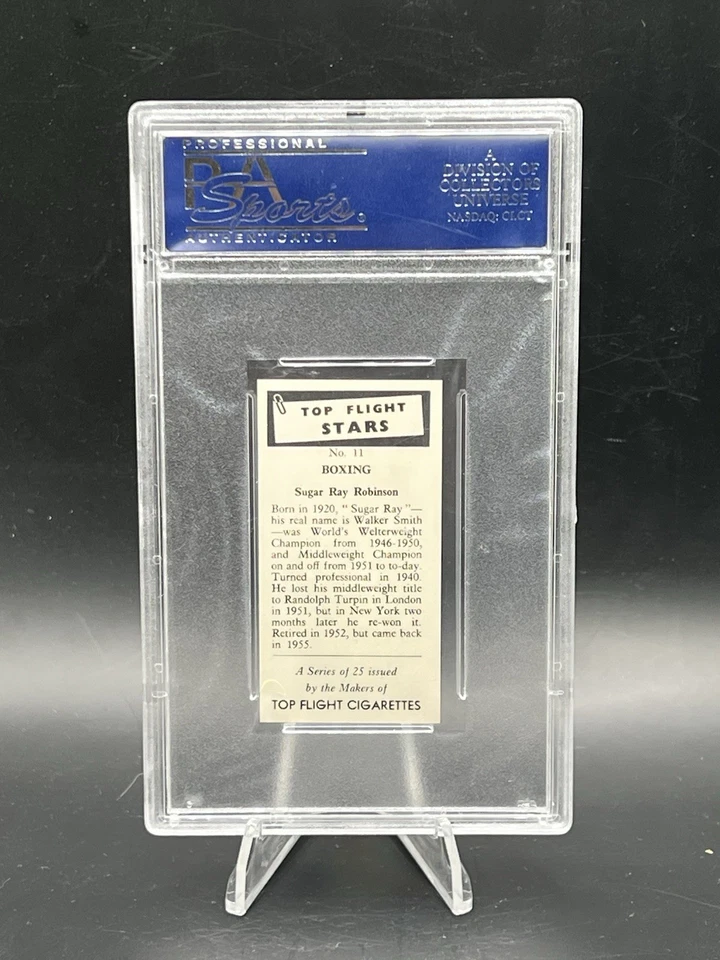 PROFESSIONAL
PSA
Sports
AUTHENTICATOR
A
DIVISION OF
COLLECTORS
UNIVERSE
NASDAQ: CLCT
TOP FLIGHT
STARS
No. 11
BOXING
Sugar Ray Robinson
Born in 1920, “ Sugar Ray ”—
his real name is Walker Smith
—was World's Welterweight
Champion from 1946-1950,
and Middleweight Champion
on and off from 1951 to to-day.
Turned professional in 1940.
He lost his middleweight title
to Randolph Turpin in London
in 1951, but in New York two
months later he re-won it.
Retired in 1952, but came back
in 1955.
A Series of 25 issued
by the Makers of
TOP FLIGHT CIGARETTES